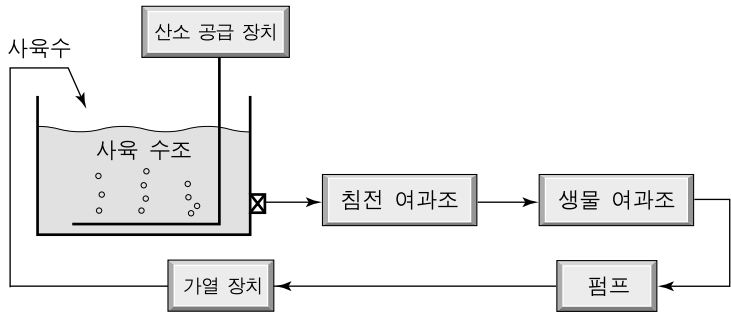 산소 공급 장치
사육수
사육 수조
침전 여과조
생물 여과조
가열 장치
펌프